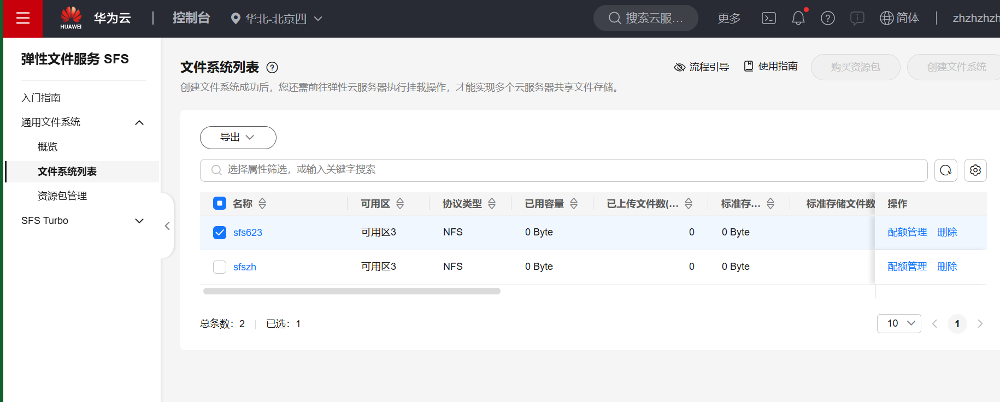 HUAWEI 华为云 控制台 华北-北京四 搜索云服... 更多 简体 zhzhzhzh
弹性文件服务 SFS
入门指南
通用文件系统
概览
文件系统列表
资源包管理
SFS Turbo
文件系统列表 流程引导 使用指南 购买资源包 创建文件系统
创建文件系统成功后，您还需前往弹性云服务器执行挂载操作，才能实现多个云服务器共享文件存储。
导出
选择属性筛选，或输入关键字搜索
名称 可用区 协议类型 已用容量 已上传文件数(... 标准存... 标准存储文件数 操作
sfs623 可用区3 NFS 0 Byte 0 0 Byte 配额管理 删除
sfszh 可用区3 NFS 0 Byte 0 0 Byte 配额管理 删除
总条数：2 已选：1 10 1